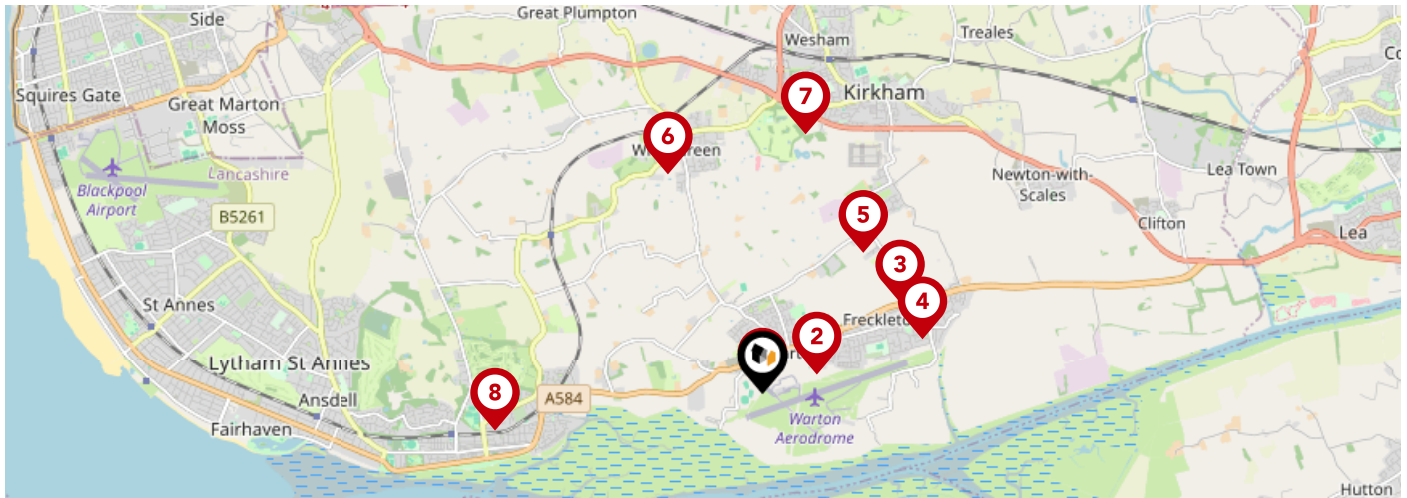 Great Plumpton
Side
Wesham
Treales
Squires Gate
Great Marton
Moss
7
Kirkham
6
Lancashire
Blackpool
Airport
B5261
Newton-with-
Scales
Lea Town
5
Clifton
Lea
3
St Annes
4
Freckleto
2
Lytham St Annes
8
A584
Ansdell
Fairhaven
Warton
Aerodrome
Hutton